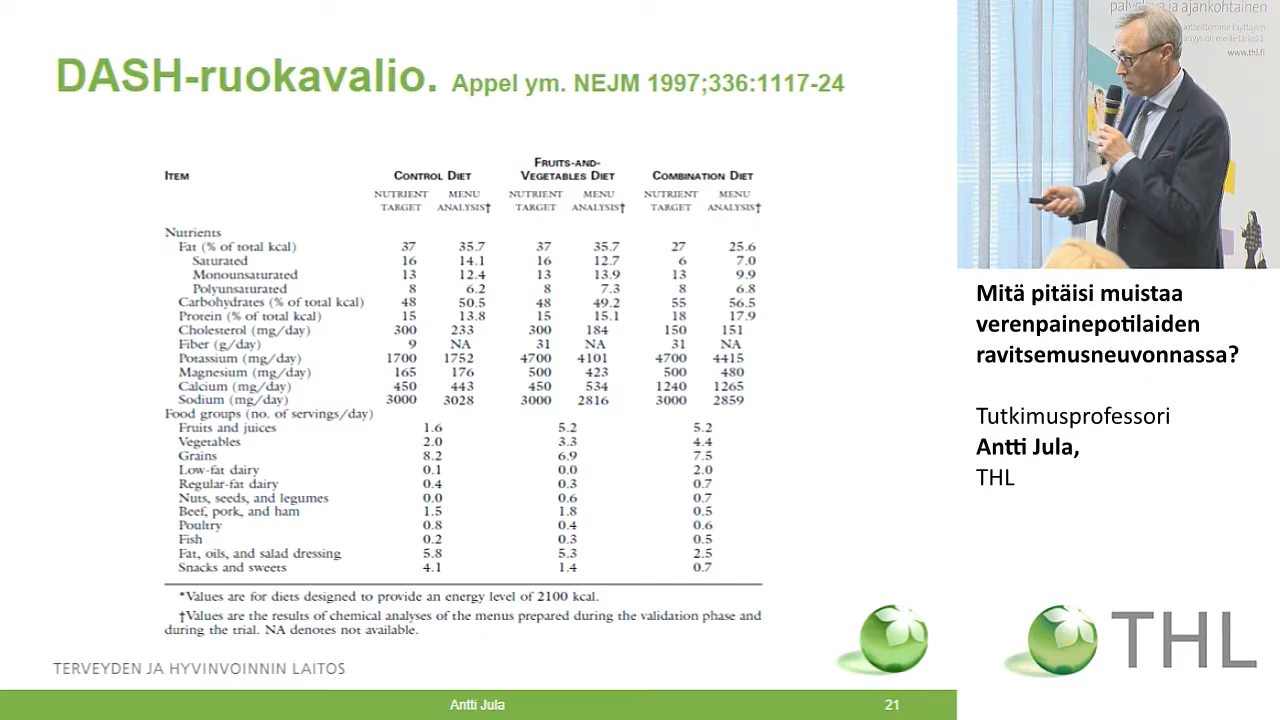 DASH-ruokavalio. Appel ym. NEJM 1997;336:1117-24
ITEM CONTROL DIET FRUITS-AND-VEGETABLES DIET COMBINATION DIET
NUTRIENT TARGET MENU ANALYSIS† NUTRIENT TARGET MENU ANALYSIS† NUTRIENT TARGET MENU ANALYSIS†
Nutrients
Fat (% of total kcal) 37 35.7 37 35.7 27 25.6
Saturated 16 14.1 16 12.7 6 7.0
Monounsaturated 13 12.4 13 13.9 13 9.9
Polyunsaturated 8 6.2 8 7.3 8 6.8
Carbohydrates (% of total kcal) 48 50.5 48 49.2 55 56.5
Protein (% of total kcal) 15 13.8 15 15.1 18 17.9
Cholesterol (mg/day) 300 233 300 184 150 151
Fiber (g/day) 9 NA 31 NA 31 NA
Potassium (mg/day) 1700 1752 4700 4101 4700 4415
Magnesium (mg/day) 165 176 500 423 500 480
Calcium (mg/day) 450 443 450 534 1240 1265
Sodium (mg/day) 3000 3028 3000 2816 3000 2859
Food groups (no. of servings/day)
Fruits and juices 1.6 5.2 5.2
Vegetables 2.0 3.3 4.4
Grains 8.2 6.9 7.5
Low-fat dairy 0.1 0.0 2.0
Regular-fat dairy 0.4 0.3 0.7
Nuts, seeds, and legumes 0.0 0.6 0.7
Beef, pork, and ham 1.5 1.8 0.5
Poultry 0.8 0.4 0.6
Fish 0.2 0.3 0.5
Fat, oils, and salad dressing 5.8 5.3 2.5
Snacks and sweets 4.1 1.4 0.7
*Values are for diets designed to provide an energy level of 2100 kcal.
†Values are the results of chemical analyses of the menus prepared during the validation phase and
during the trial. NA denotes not available.
TERVEYDEN JA HYVINVOINNIN LAITOS
Antti Jula 21
ja ajankohtainen
www.thl.fi
Mitä pitäisi muistaa
verenpainepotilaiden
ravitsemusneuvonnassa?
Tutkimusprofessori
Antti Jula,
THL
THL